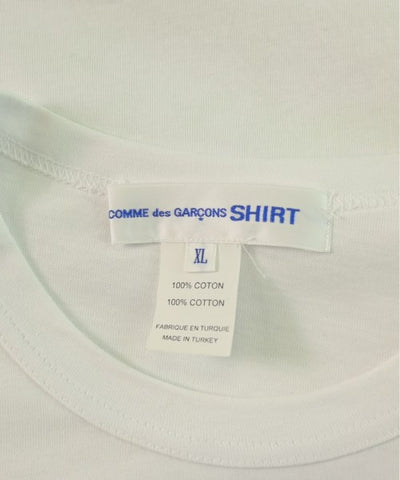 COMME des GARÇONS SHIRT
XL
100% COTON
100% COTTON
FABRIQUE EN TURQUIE
MADE IN TURKEY